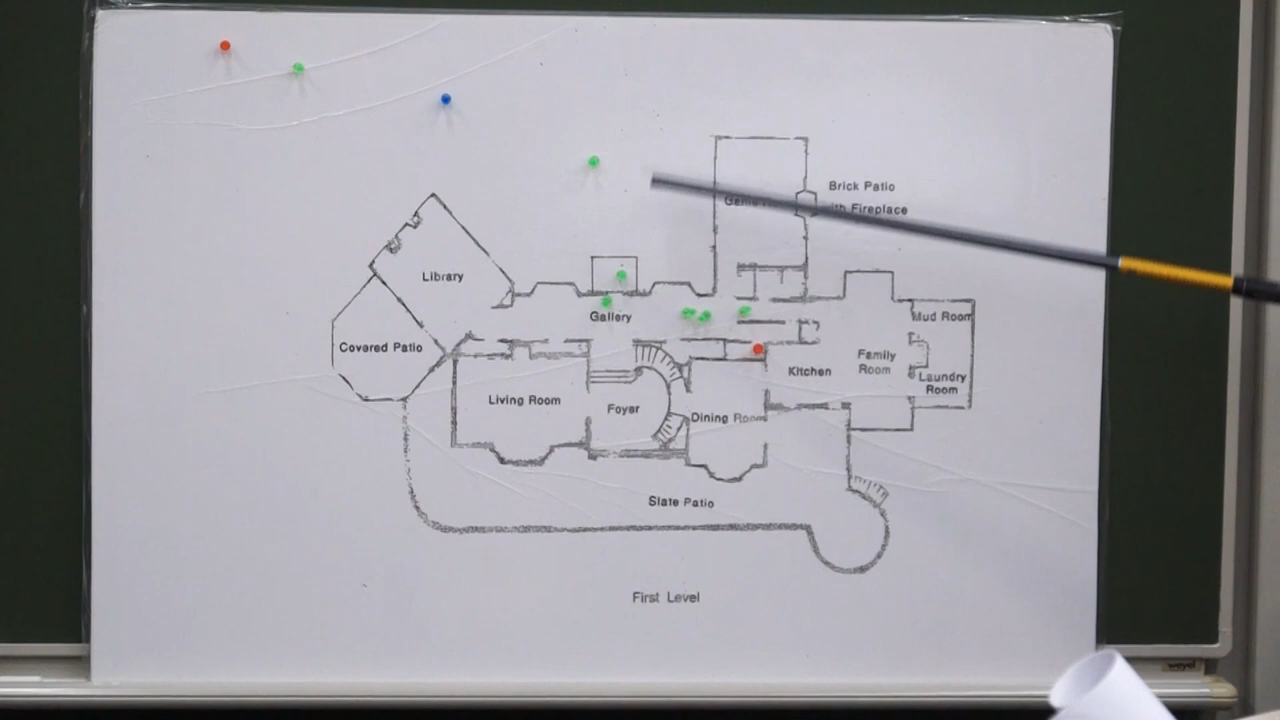 Brick Patio
with Fireplace
Library
Gallery
Mud Room
Covered Patio
Family
Room
Kitchen
Laundry
Room
Living Room
Foyer
Dining Room
Slate Patio
First Level
weyel